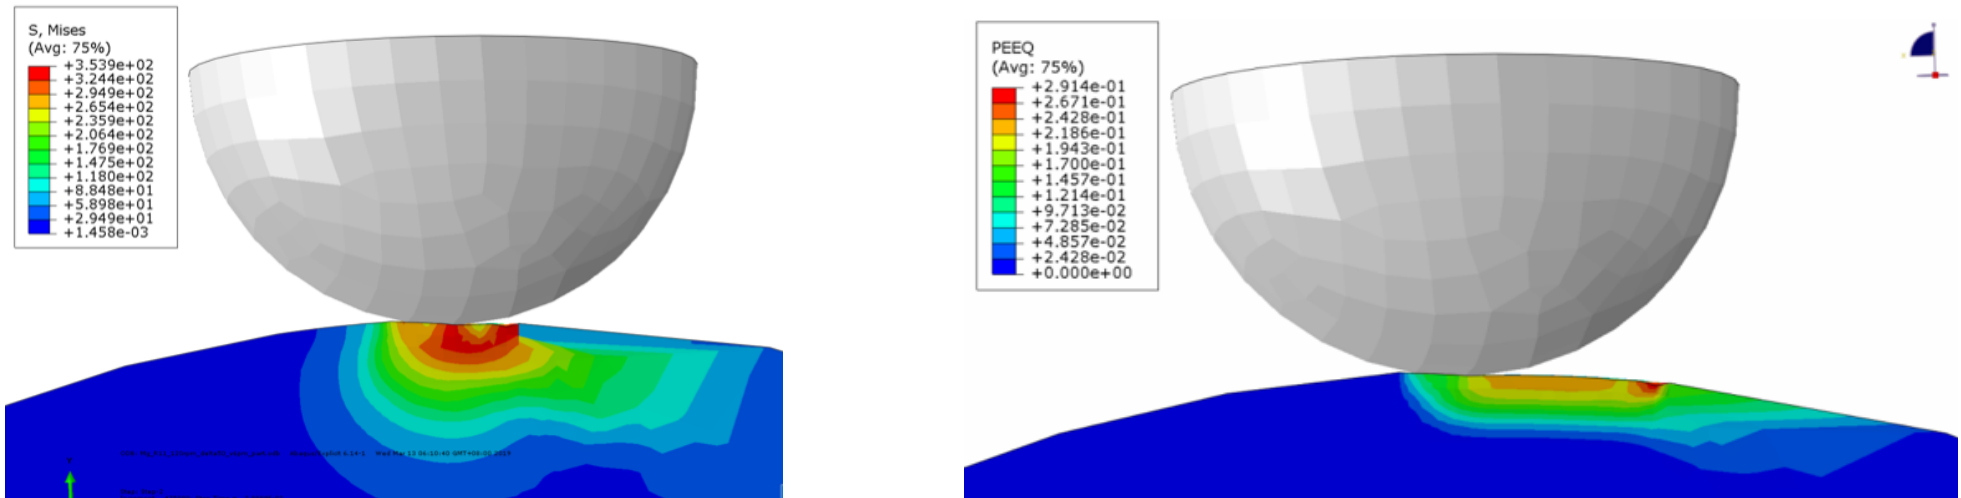 S, Mises
(Avg: 75%)
+3.539e+02
+3.244e+02
+2.949e+02
+2.654e+02
+2.359e+02
+2.064e+02
+1.769e+02
+1.475e+02
+1.180e+02
+8.848e+01
+5.898e+01
+2.949e+01
+1.458e-03
PEEQ
(Avg: 75%)
+2.914e-01
+2.671e-01
+2.428e-01
+2.186e-01
+1.943e-01
+1.700e-01
+1.457e-01
+1.214e-01
+9.713e-02
+7.285e-02
+4.857e-02
+2.428e-02
+0.000e+00